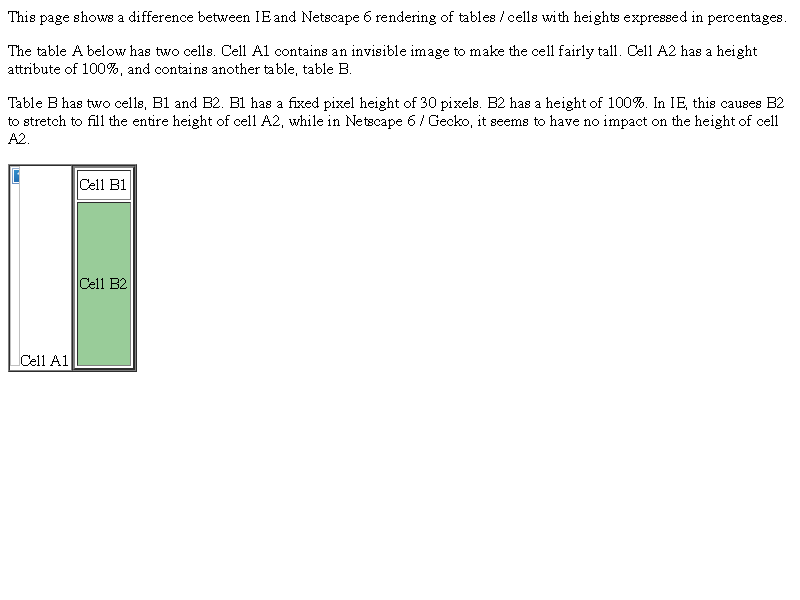 This page shows a difference between IE and Netscape 6 rendering of tables / cells with heights expressed in percentages.
The table A below has two cells. Cell A1 contains an invisible image to make the cell fairly tall. Cell A2 has a height
attribute of 100%, and contains another table, table B.
Table B has two cells, B1 and B2. B1 has a fixed pixel height of 30 pixels. B2 has a height of 100%. In IE, this causes B2
to stretch to fill the entire height of cell A2, while in Netscape 6 / Gecko, it seems to have no impact on the height of cell
A2.
Cell B1
Cell B2
Cell A1